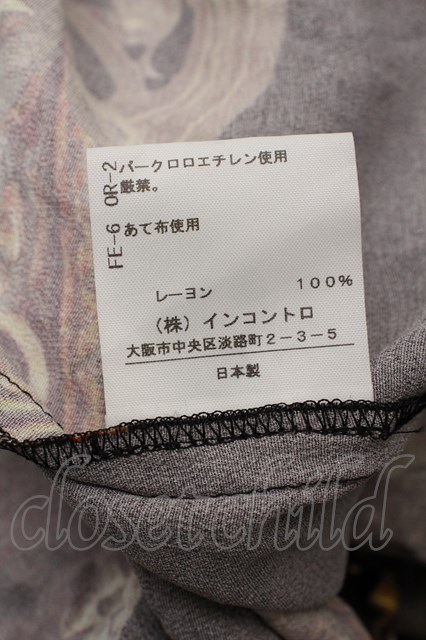 OR-2
パークロロエチレン使用
厳禁。
FE-6
あて布使用
レーヨン 100%
（株）インコントロ
大阪市中央区淡路町2-3-5
日本製
closetchild